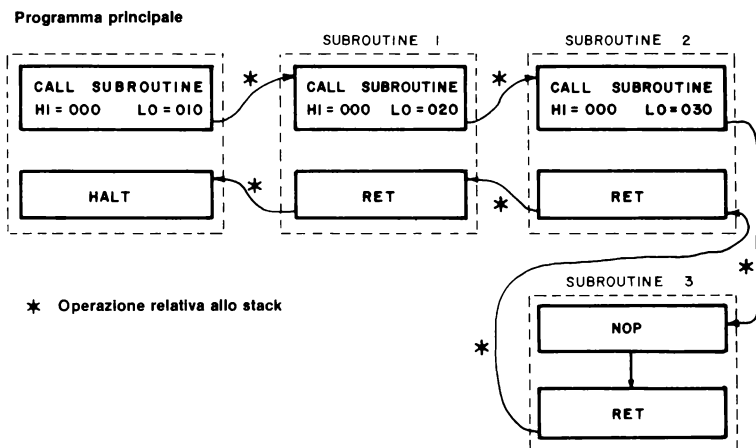 Programma principale
SUBROUTINE 1
SUBROUTINE 2
CALL SUBROUTINE
HI = 000 LO = 010
CALL SUBROUTINE
HI = 000 LO = 020
CALL SUBROUTINE
HI = 000 LO = 030
HALT
RET
RET
* Operazione relativa allo stack
SUBROUTINE 3
NOP
RET